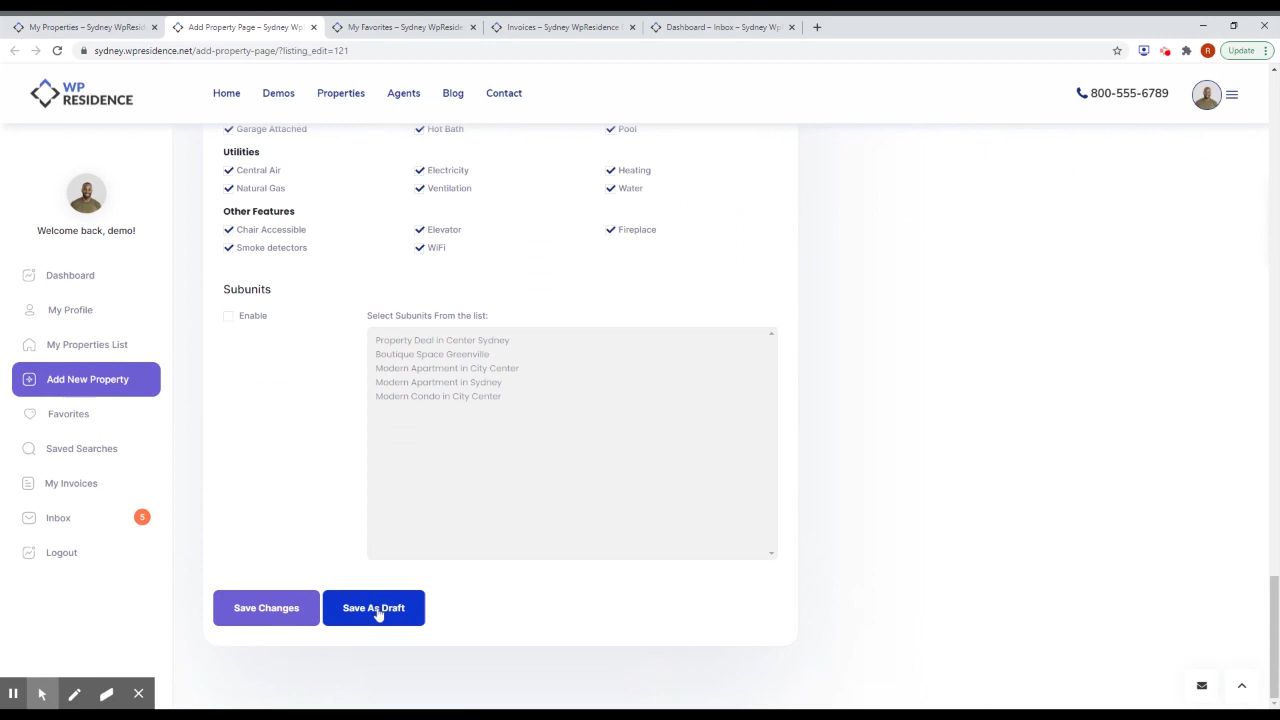 My Properties – Sydney WpResid
Add Property Page – Sydney WpF
My Favorites – Sydney WpReside
Invoices – Sydney WpResidence
Dashboard – Inbox – Sydney WpF
sydney.wpresidence.net/add-property-page/?listing_edit=121
R
Update
WP
RESIDENCE
Home
Demos
Properties
Agents
Blog
Contact
800-555-6789
Garage Attached
Hot Bath
Pool
Utilities
Central Air
Electricity
Heating
Natural Gas
Ventilation
Water
Other Features
Chair Accessible
Elevator
Fireplace
Smoke detectors
WiFi
Welcome back, demo!
Dashboard
My Profile
My Properties List
Add New Property
Favorites
Saved Searches
My Invoices
Inbox
5
Logout
Subunits
Enable
Select Subunits From the list:
Property Deal in Center Sydney
Boutique Space Greenville
Modern Apartment in City Center
Modern Apartment in Sydney
Modern Condo in City Center
Save Changes
Save As Draft